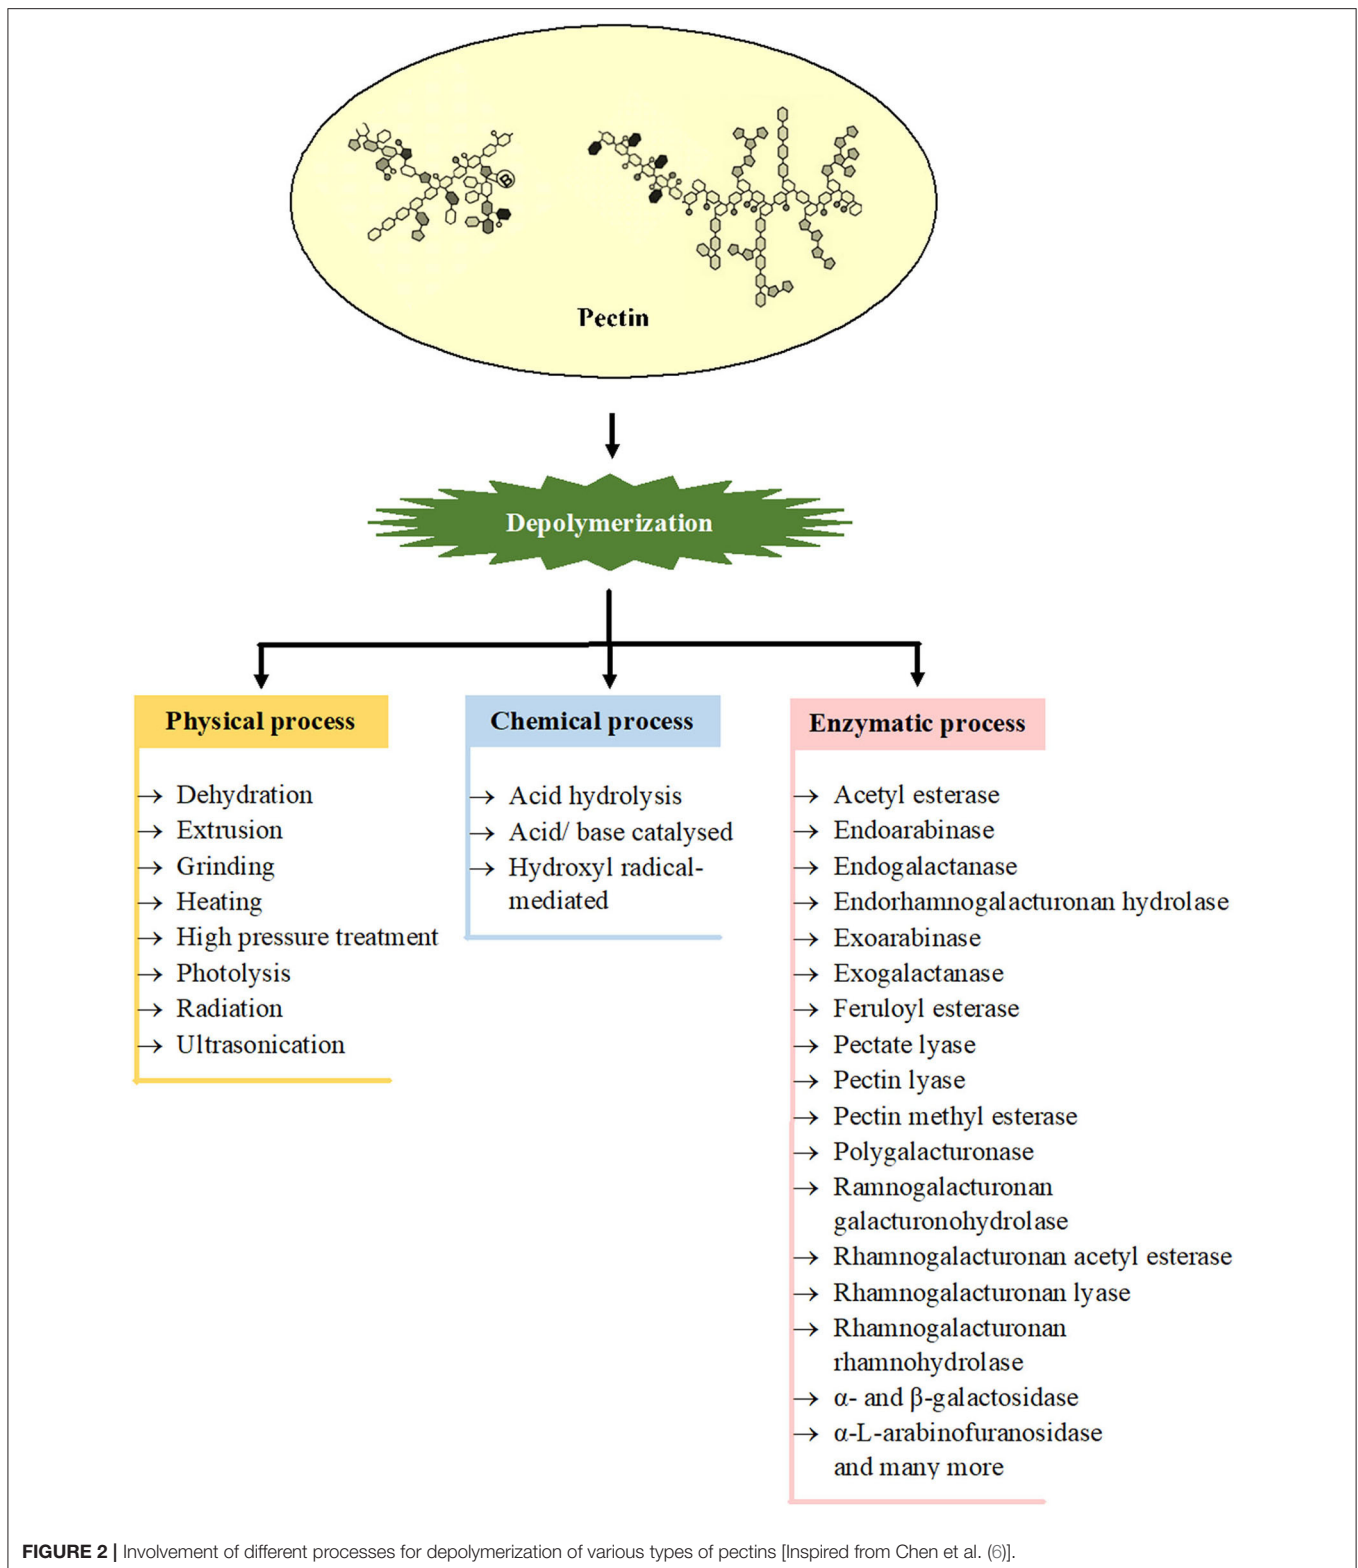 B
Pectin
Depolymerization
Physical process
→ Dehydration
→ Extrusion
→ Grinding
→ Heating
→ High pressure treatment
→ Photolysis
→ Radiation
→ Ultrasonication
Chemical process
→ Acid hydrolysis
→ Acid/ base catalysed
→ Hydroxyl radical-
mediated
Enzymatic process
→ Acetyl esterase
→ Endoarabinase
→ Endogalactanase
→ Endorhamnogalacturonan hydrolase
→ Exoarabinase
→ Exogalactanase
→ Feruloyl esterase
→ Pectate lyase
→ Pectin lyase
→ Pectin methyl esterase
→ Polygalacturonase
→ Ramnogalacturonan
galacturonohydrolase
→ Rhamnogalacturonan acetyl esterase
→ Rhamnogalacturonan lyase
→ Rhamnogalacturonan
rhamnohydrolase
→ α- and β-galactosidase
→ α-L-arabinofuranosidase
and many more
FIGURE 2 | Involvement of different processes for depolymerization of various types of pectins [Inspired from Chen et al. (6)].